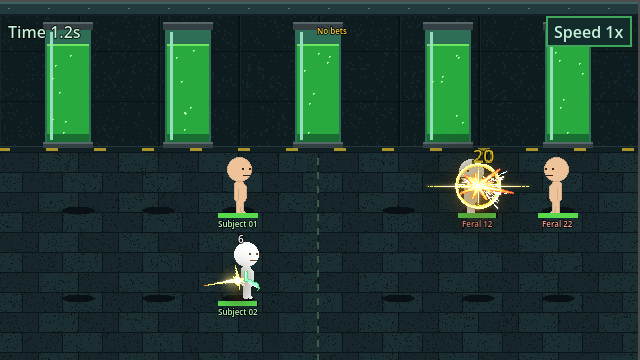 Time 1.2s
No bets
Speed 1x
20
Subject 01
Feral 12
Feral 22
6
Subject 02